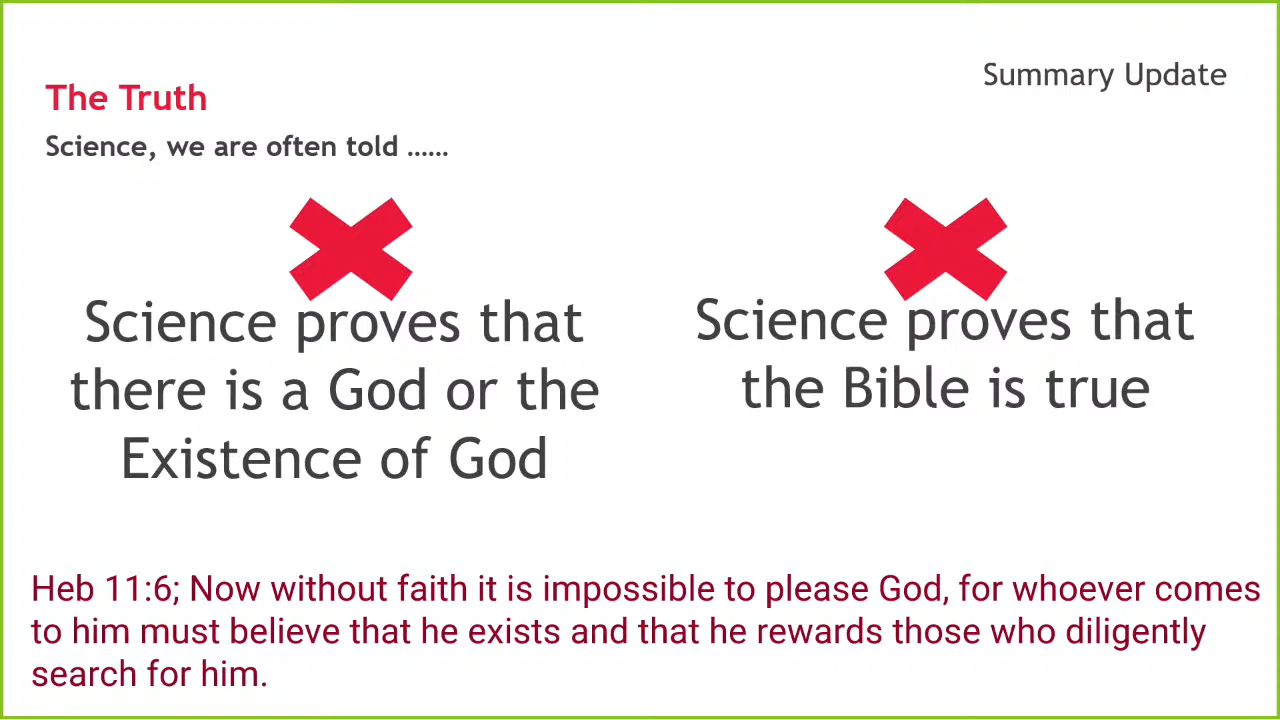 Summary Update
The Truth
Science, we are often told ......
Science proves that
there is a God or the
Existence of God
Science proves that
the Bible is true
Heb 11:6; Now without faith it is impossible to please God, for whoever comes
to him must believe that he exists and that he rewards those who diligently
search for him.